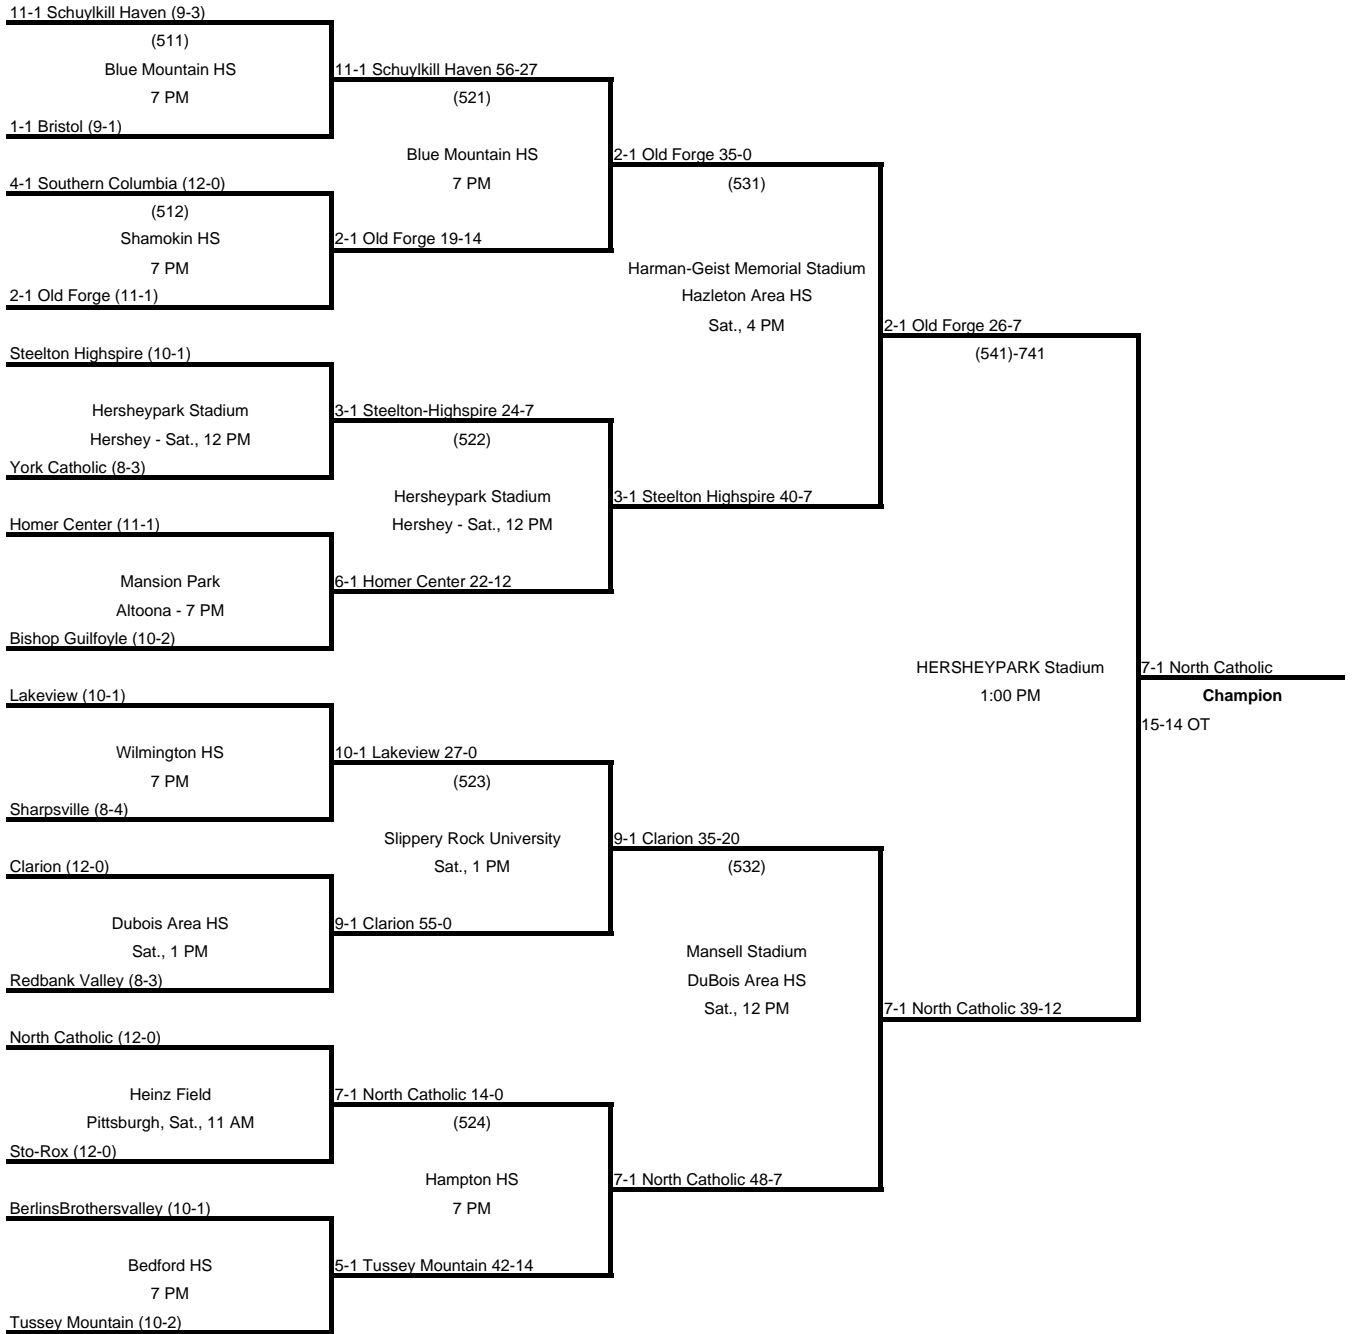 11-1 Schuylkill Haven (9-3)
(511)
Blue Mountain HS
7 PM
1-1 Bristol (9-1)
4-1 Southern Columbia (12-0)
(512)
Shamokin HS
7 PM
2-1 Old Forge (11-1)
Steelton Highspire (10-1)
Hersheypark Stadium
Hershey - Sat., 12 PM
York Catholic (8-3)
Homer Center (11-1)
Mansion Park
Altoona - 7 PM
Bishop Guilfoyle (10-2)
Lakeview (10-1)
Wilmington HS
7 PM
Sharpsville (8-4)
Clarion (12-0)
Dubois Area HS
Sat., 1 PM
Redbank Valley (8-3)
North Catholic (12-0)
Heinz Field
Pittsburgh, Sat., 11 AM
Sto-Rox (12-0)
BerlinsBrothersvalley (10-1)
Bedford HS
7 PM
Tussey Mountain (10-2)
11-1 Schuylkill Haven 56-27
(521)
Blue Mountain HS
7 PM
2-1 Old Forge 19-14
3-1 Steelton-Highspire 24-7
(522)
Hersheypark Stadium
Hershey - Sat., 12 PM
6-1 Homer Center 22-12
10-1 Lakeview 27-0
(523)
Slippery Rock University
Sat., 1 PM
9-1 Clarion 55-0
7-1 North Catholic 14-0
(524)
Hampton HS
7 PM
5-1 Tussey Mountain 42-14
2-1 Old Forge 35-0
(531)
Harman-Geist Memorial Stadium
Hazleton Area HS
Sat., 4 PM
3-1 Steelton Highspire 40-7
9-1 Clarion 35-20
(532)
Mansell Stadium
DuBois Area HS
Sat., 12 PM
7-1 North Catholic 48-7
2-1 Old Forge 26-7
(541)-741
HERSHEYPARK Stadium
1:00 PM
7-1 North Catholic 39-12
7-1 North Catholic
Champion
15-14 OT